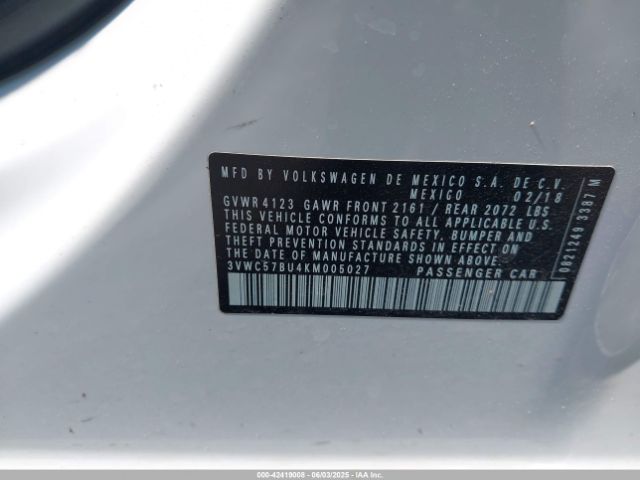 MFD BY VOLKSWAGEN DE MEXICO S.A. DE C.V.
MEXICO 02/18
GVWR 4123 GAWR FRONT 2161 / REAR 2072 LBS
THIS VEHICLE CONFORMS TO ALL APPLICABLE U.S.
FEDERAL MOTOR VEHICLE SAFETY, BUMPER AND
THEFT PREVENTION STANDARDS IN EFFECT ON
THE DATE OF MANUFACTURE SHOWN ABOVE.
3VWC57BU4KM005027 PASSENGER CAR
0821249 3387 M
000-42419008 - 06/03/2025 - IAA Inc.